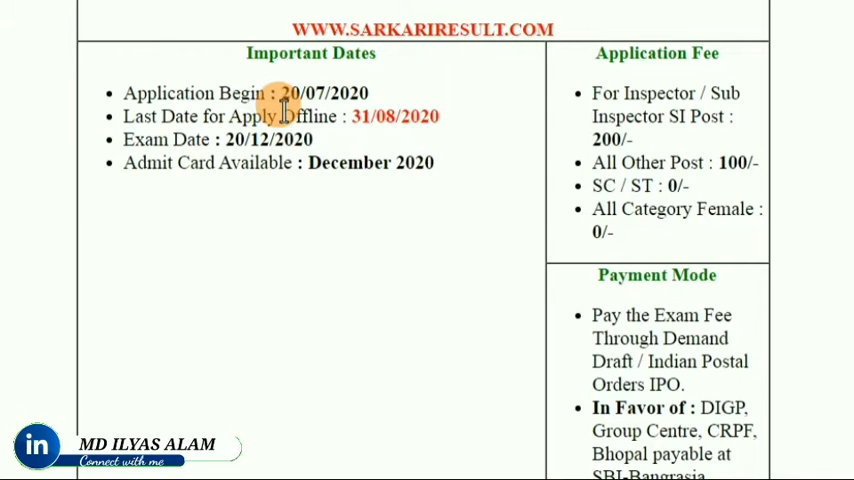 WWW.SARKARIRESULT.COM
Important Dates
Application Begin : 20/07/2020
Last Date for Apply Offline : 31/08/2020
Exam Date : 20/12/2020
Admit Card Available : December 2020
Application Fee
For Inspector / Sub
Inspector SI Post :
200/-
All Other Post : 100/-
SC / ST : 0/-
All Category Female :
0/-
Payment Mode
Pay the Exam Fee
Through Demand
Draft / Indian Postal
Orders IPO.
In Favor of : DIGP,
Group Centre, CRPF,
Bhopal payable at
SBI-Bangrasia
in
MD ILYAS ALAM
Connect with me